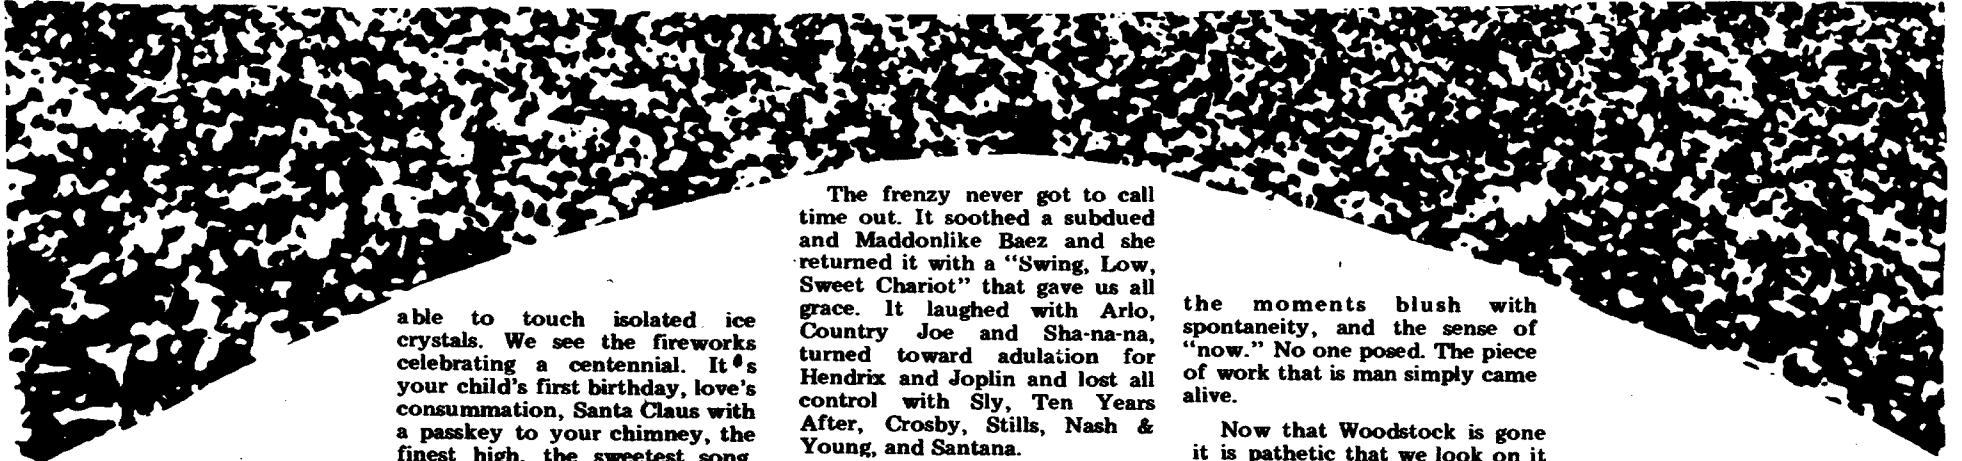 able to touch isolated ice
crystals. We see the fireworks
celebrating a centennial. It's
your child's first birthday, love's
consummation, Santa Claus with
a passkey to your chimney, the
finest high, the sweetest song,
The frenzy never got to call
time out. It soothed a subdued
and Maddonlike Baez and she
returned it with a "Swing, Low,
Sweet Chariot" that gave us all
grace. It laughed with Arlo,
Country Joe and Sha-na-na,
turned toward adulation for
Hendrix and Joplin and lost all
control with Sly, Ten Years
After, Crosby, Stills, Nash &
Young, and Santana.
the moments blush with
spontaneity, and the sense of
"now." No one posed. The piece
of work that is man simply came
alive.
Now that Woodstock is gone
it is pathetic that we look on it